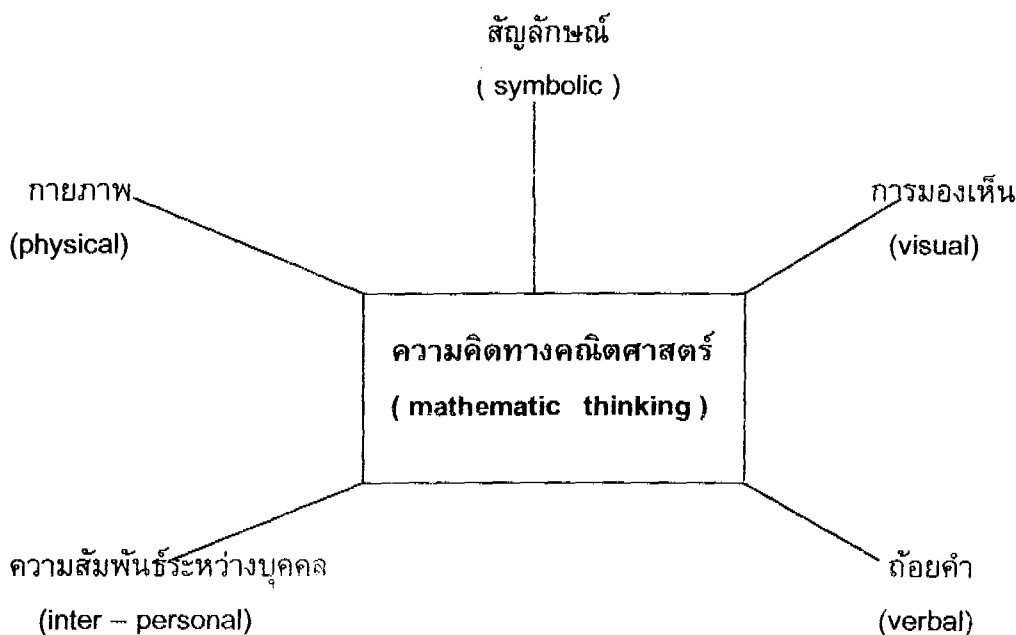 สัญลักษณ์
( symbolic )
กายภาพ
(physical)
การมองเห็น
(visual)
ความคิดทางคณิตศาสตร์
( mathematic thinking )
ความสัมพันธ์ระหว่างบุคคล
(inter – personal)
ถ้อยคำ
(verbal)